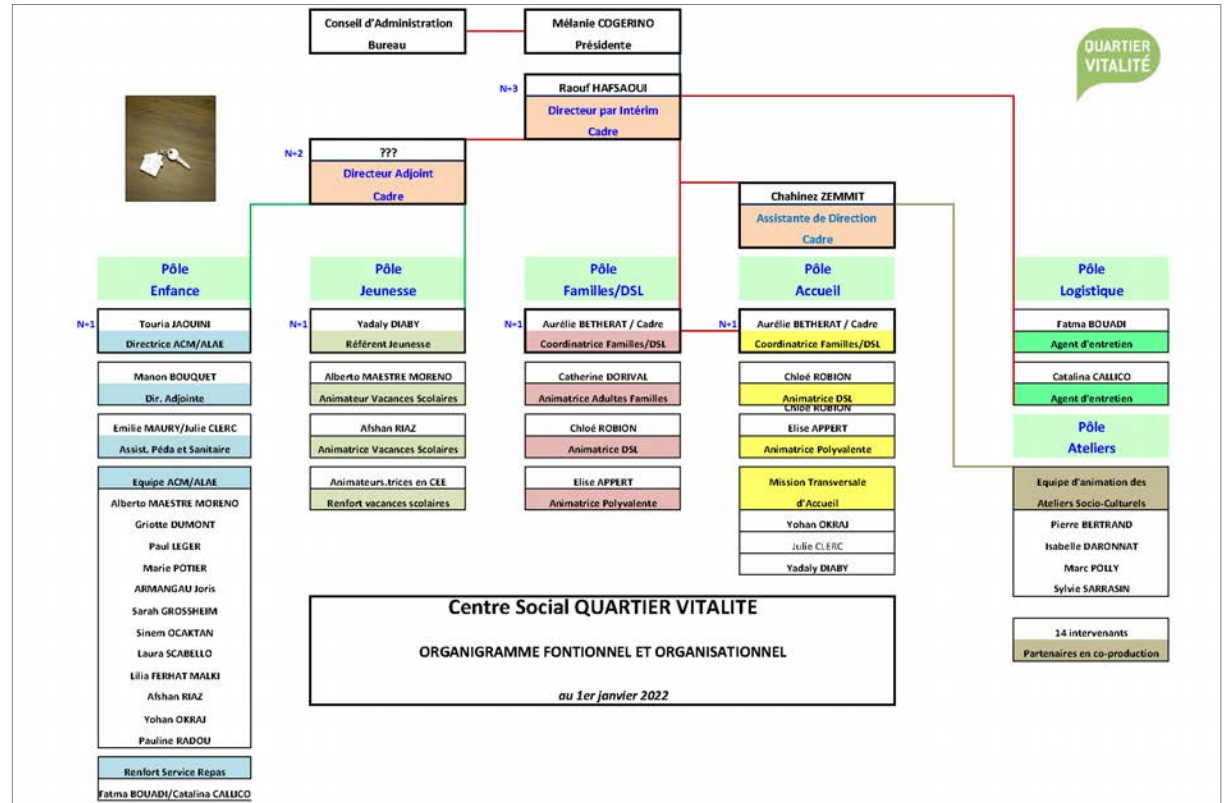 Conseil d'Administration
Bureau
Mélanie COGERINO
Présidente
QUARTIER
VITALITÉ
N+3
Raouf HAFSAOUI
Directeur par Intérim
Cadre
N+2
???
Directeur Adjoint
Cadre
Chahinez ZEMMIT
Assistante de Direction
Cadre
Pôle
Enfance
N+1
Touria JAOUINI
Directrice ACM/ALAE
Manon BOUQUET
Dir. Adjointe
Emilie MAURY/Julie CLERC
Assist. Péda et Sanitaire
Equipe ACM/ALAE
Alberto MAESTRE MORENO
Griotte DUMONT
Paul LEGER
Marie POTIER
ARMANGAU Joris
Sarah GROSSHEIM
Sinem OCAKTAN
Laura SCABELLO
Lilia FERHAT MALKI
Afshan RIAZ
Yohan OKRAJ
Pauline RADOU
Renfort Service Repas
Fatma BOUADI/Catalina CALLICO
Pôle
Jeunesse
N+1
Yadaly DIABY
Référent Jeunesse
Alberto MAESTRE MORENO
Animateur Vacances Scolaires
Afshan RIAZ
Animatrice Vacances Scolaires
Animateurs.trices en CEE
Renfort vacances scolaires
Pôle
Familles/DSL
N+1
Aurélie BETHERAT / Cadre
Coordinatrice Familles/DSL
Catherine DORIVAL
Animatrice Adultes Familles
Chloé ROBION
Animatrice DSL
Elise APPERT
Animatrice Polyvalente
Pôle
Accueil
N+1
Aurélie BETHERAT / Cadre
Coordinatrice Familles/DSL
Chloé ROBION
Animatrice DSL
Chloé ROBION
Elise APPERT
Animatrice Polyvalente
Mission Transversale
d'Accueil
Yohan OKRAJ
Julie CLERC
Yadaly DIABY
Pôle
Logistique
Fatma BOUADI
Agent d'entretien
Catalina CALLICO
Agent d'entretien
Pôle
Ateliers
Equipe d'animation des
Ateliers Socio-Culturels
Pierre BERTRAND
Isabelle DARONNAT
Marc POLLY
Sylvie SARRASIN
14 intervenants
Partenaires en co-production
Centre Social QUARTIER VITALITE
ORGANIGRAMME FONTIONNEL ET ORGANISATIONNEL
au 1er janvier 2022